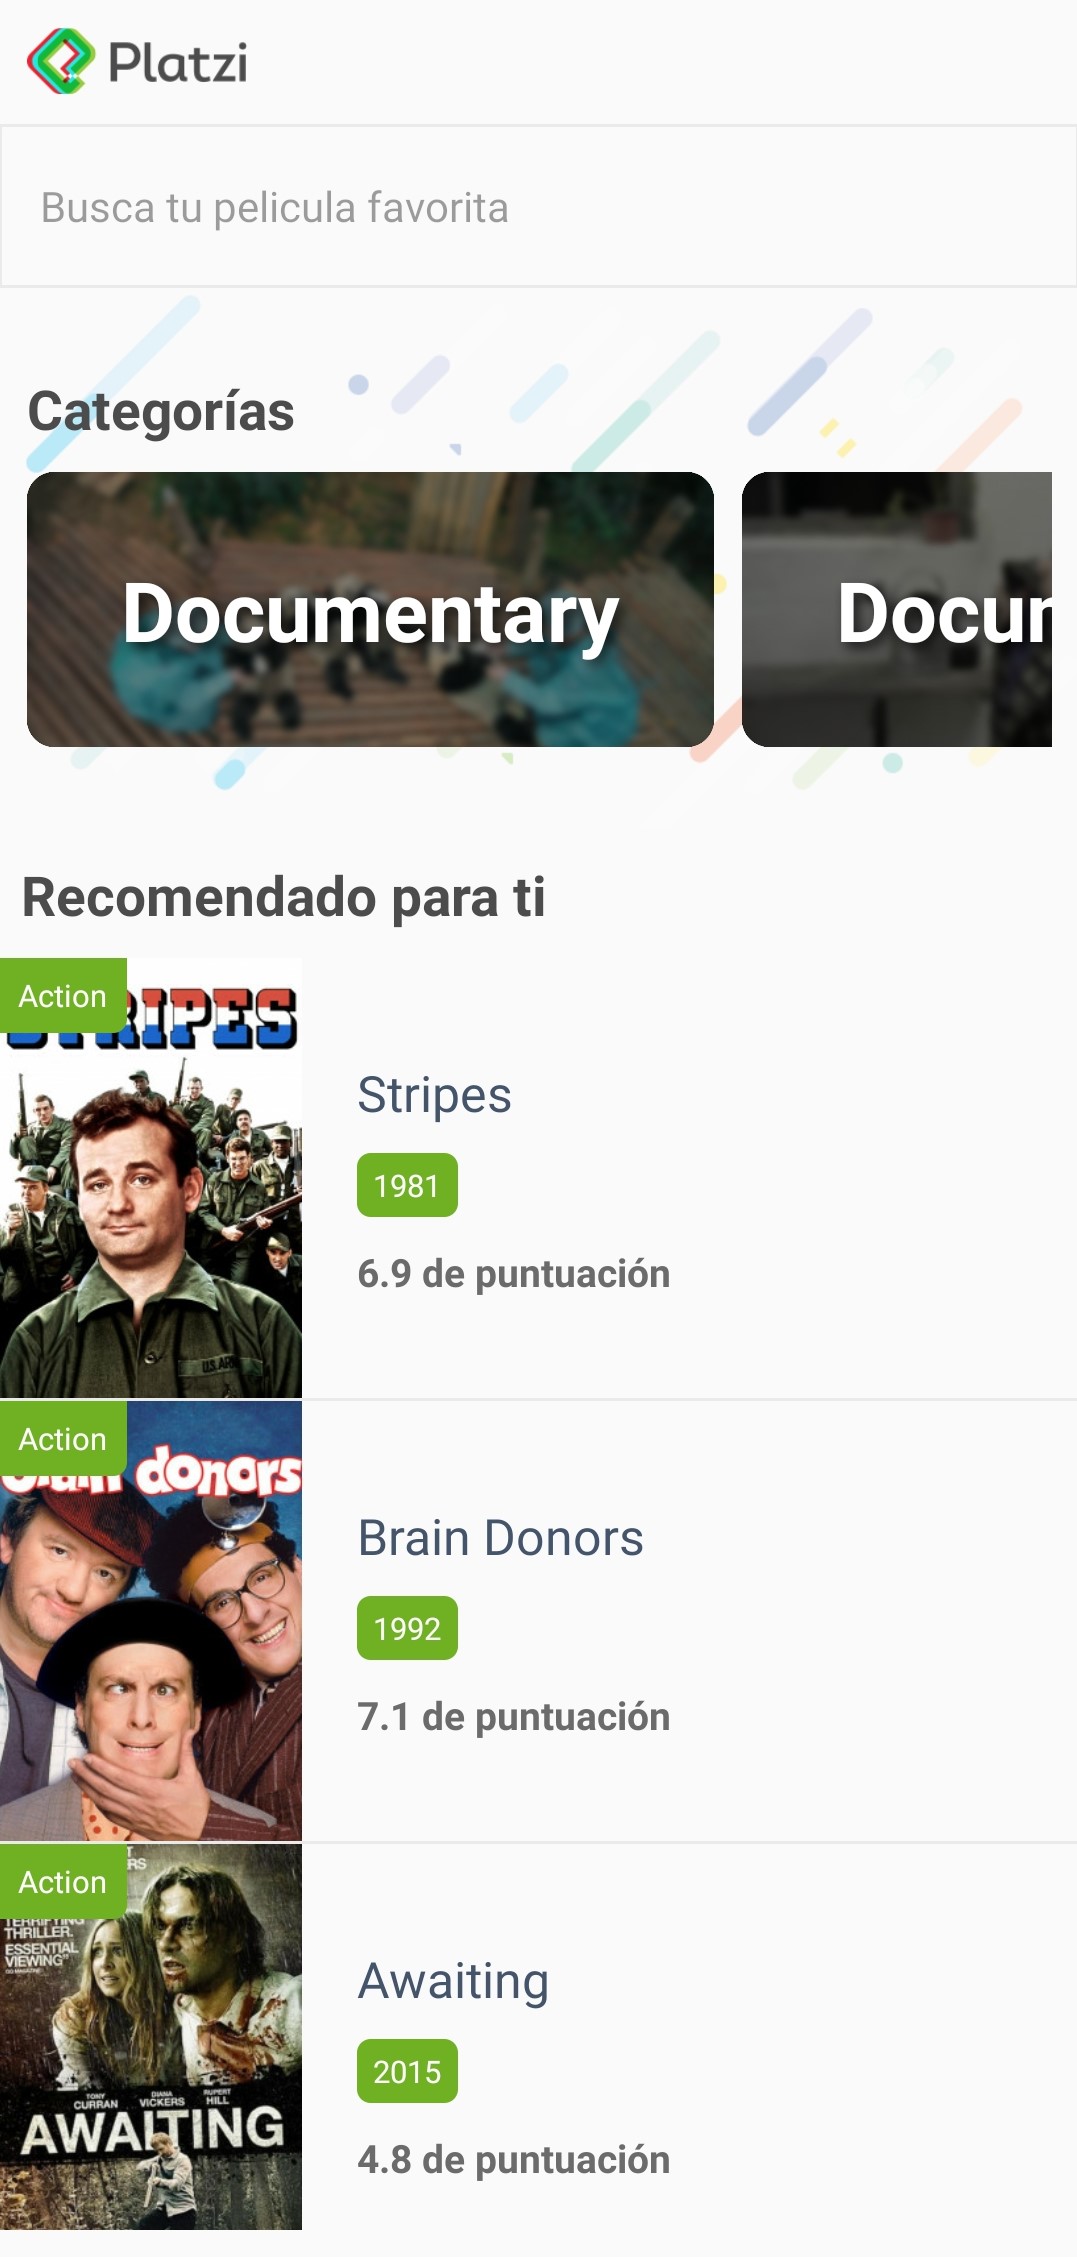 Platzi
Busca tu pelicula favorita
Categorías
Documentary
Docum
Recomendado para ti
Action
STRIPES
U.S. ARMY
Stripes
1981
6.9 de puntuación
Action
donors
Brain Donors
1992
7.1 de puntuación
Action
TERRIFYING
THRILLER.
ESSENTIAL
VIEWING"
TONY
CURRAN
DIANA
VICKERS
RUPERT
HILL
AWAITING
Awaiting
2015
4.8 de puntuación